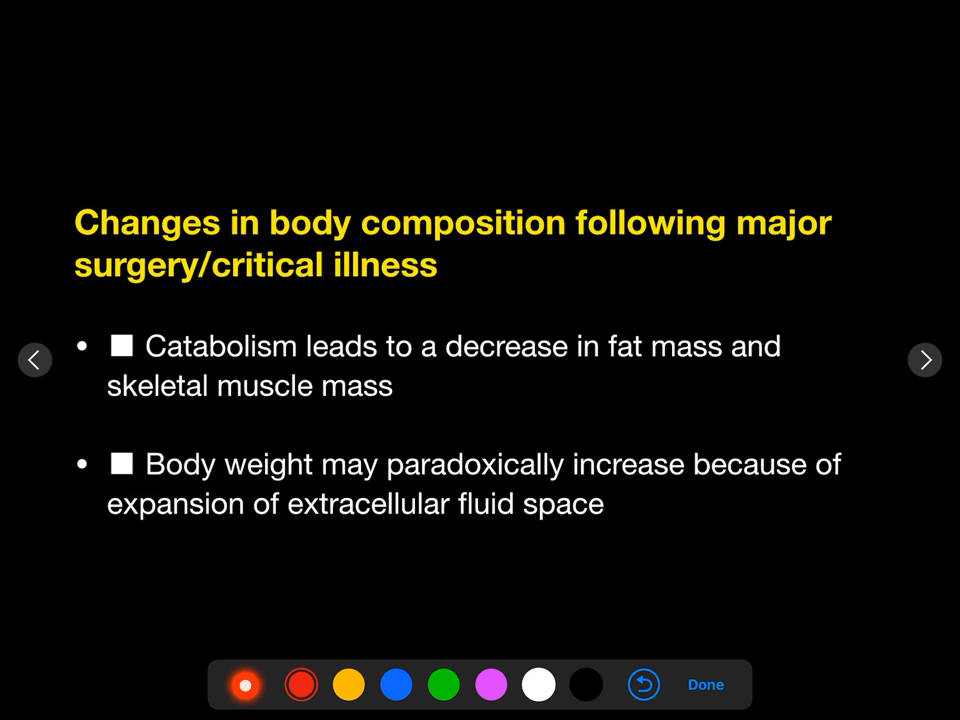 Changes in body composition following major
surgery/critical illness
• ■ Catabolism leads to a decrease in fat mass and
skeletal muscle mass
• ■ Body weight may paradoxically increase because of
expansion of extracellular fluid space
Done